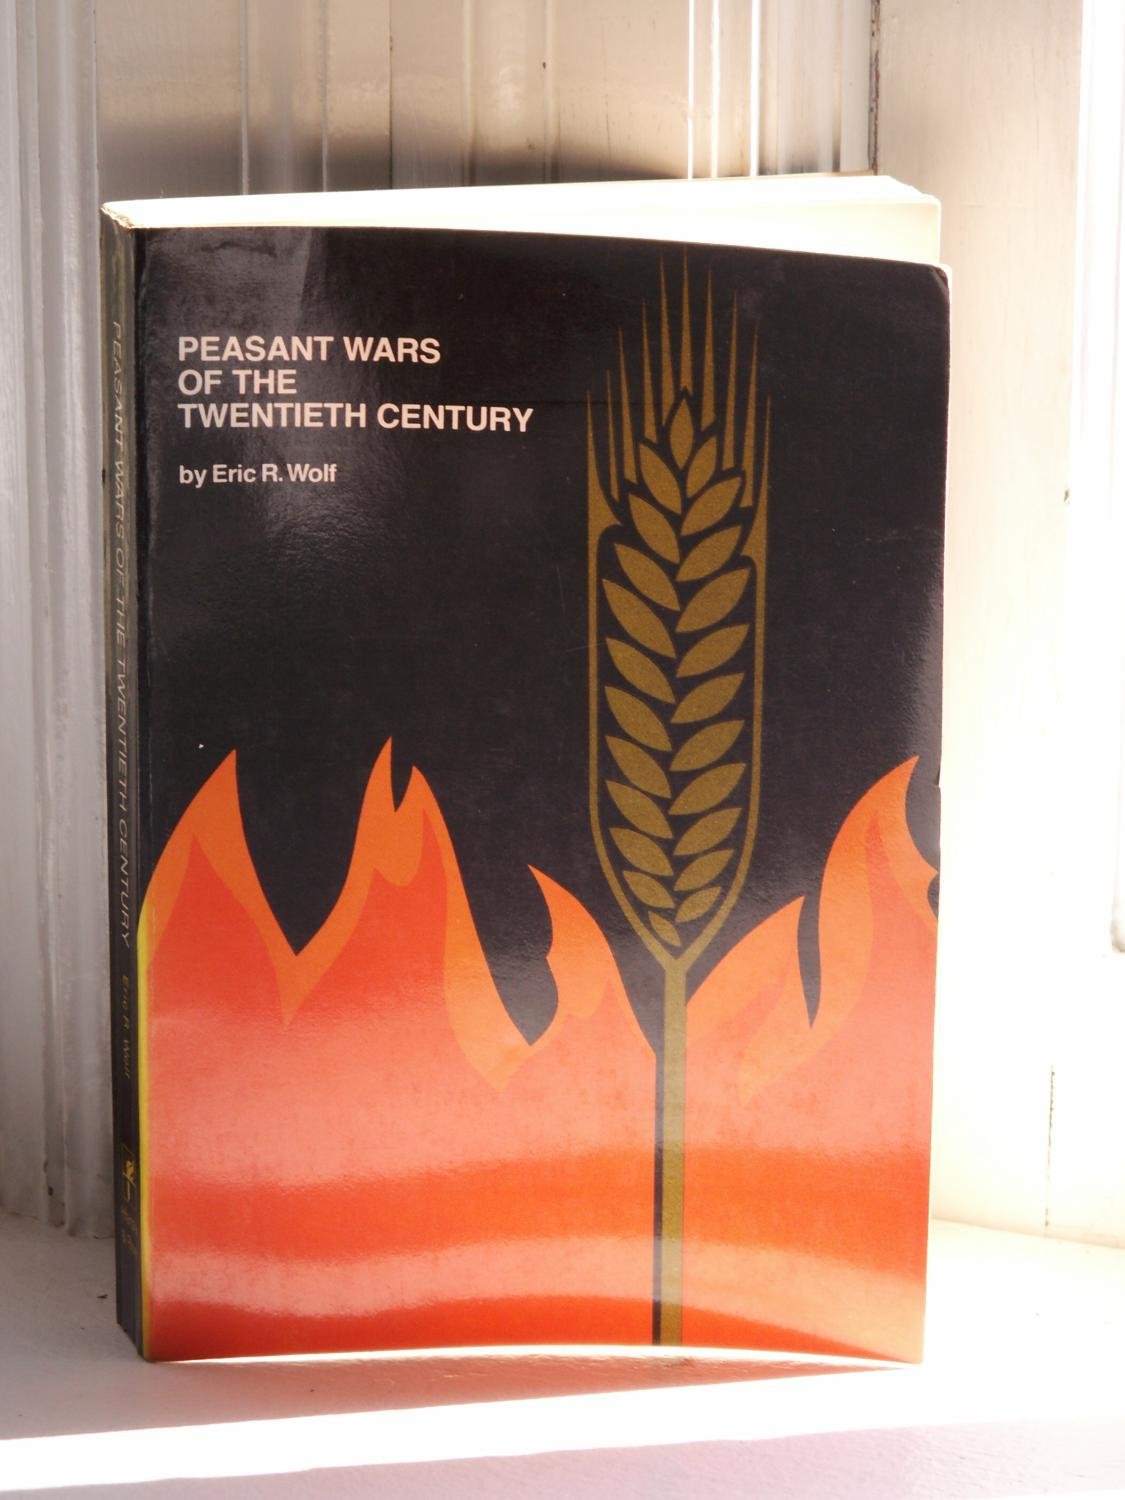 PEASANT WARS
OF THE
TWENTIETH CENTURY
by Eric R. Wolf
PEASANT WARS OF THE TWENTIETH CENTURY Eric R. Wolf